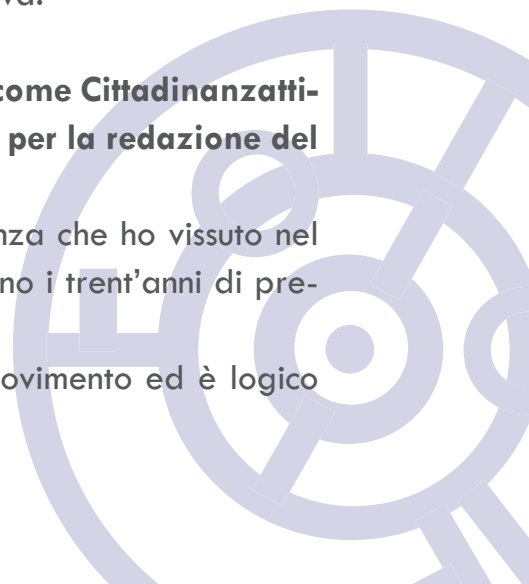 come Cittadinanzatti-
per la redazione del
nza che ho vissuto nel
no i trent'anni di pre-
ovimento ed è logico